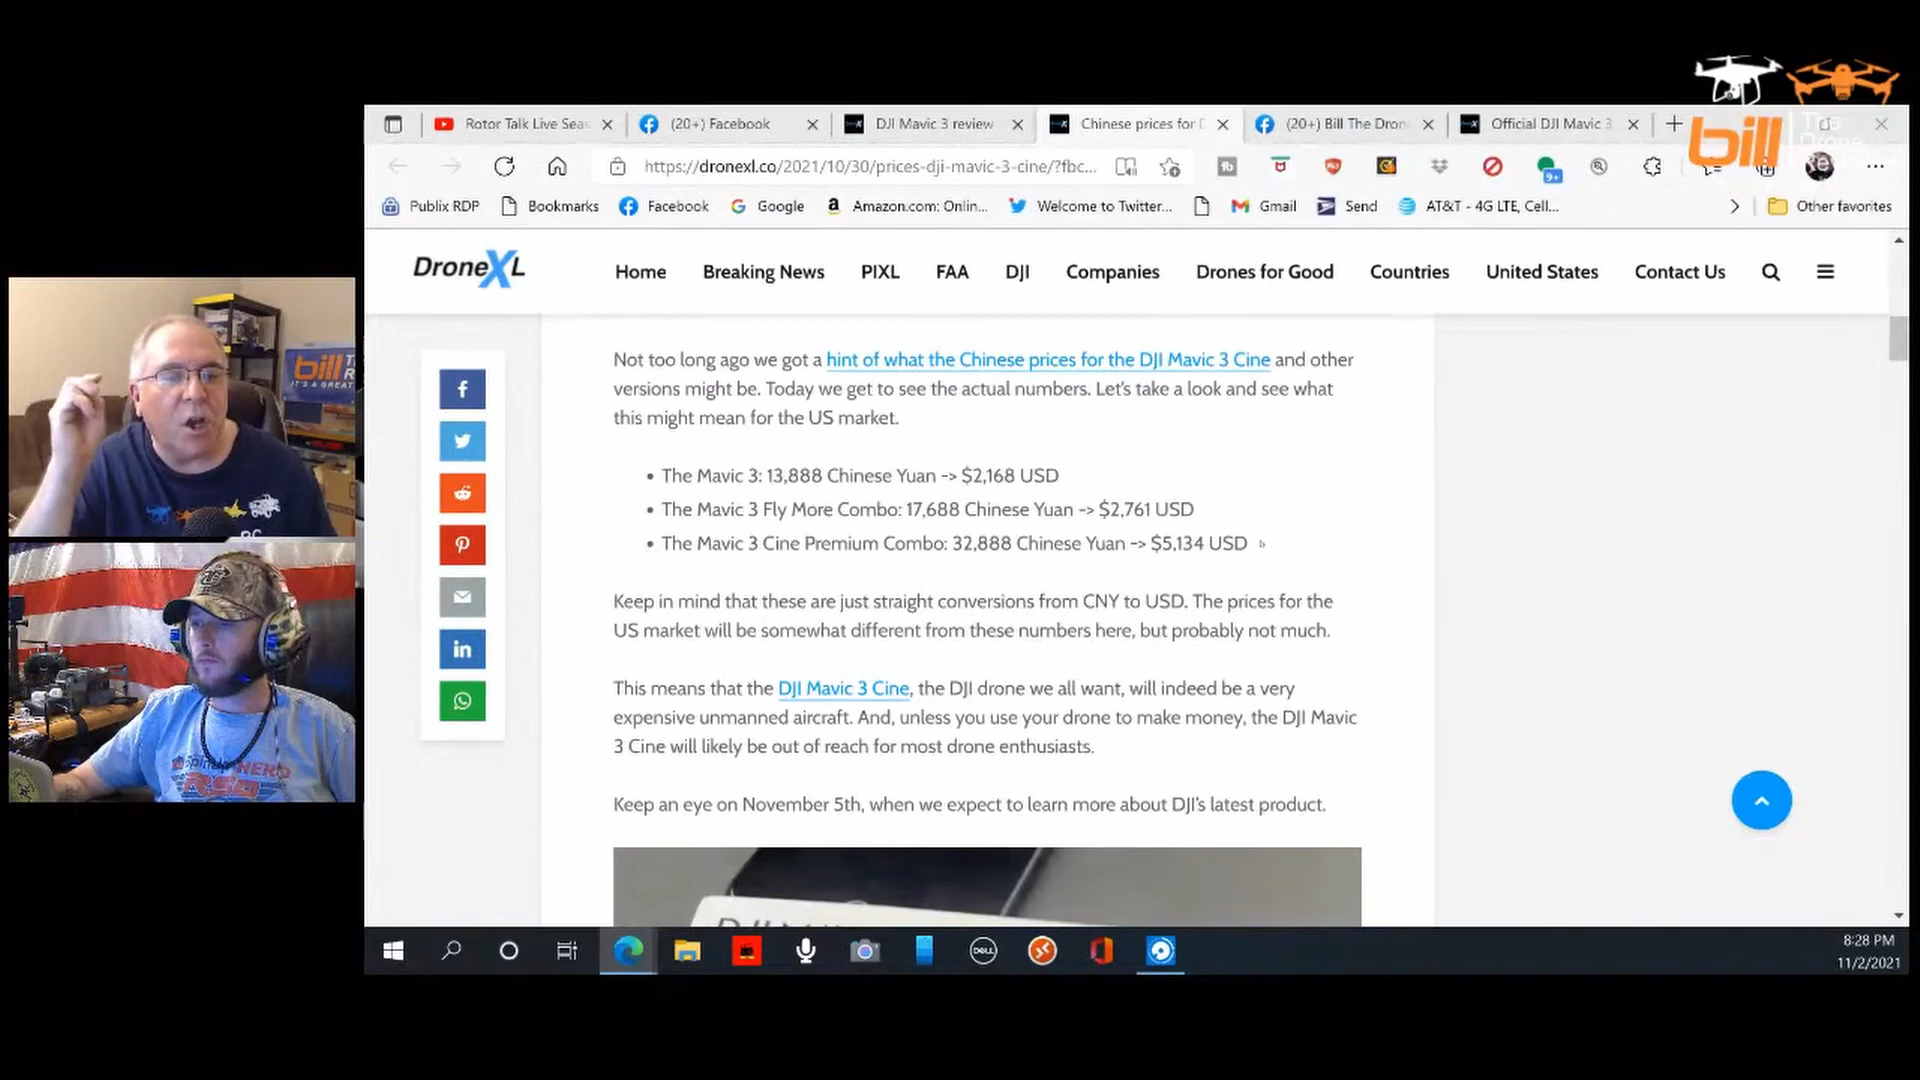 bill
Rotor Talk Live Seas
(20+) Facebook
DJI Mavic 3 review
Chinese prices for D
(20+) Bill The Dron
Official DJI Mavic 3
https://dronexl.co/2021/10/30/prices-dji-mavic-3-cine/?fbc...
9+
Publix RDP
Bookmarks
Facebook
Google
Amazon.com: Onlin...
Welcome to Twitter...
Gmail
Send
AT&T - 4G LTE, Cell...
Other favorites
DroneXL
Home
Breaking News
PIXL
FAA
DJI
Companies
Drones for Good
Countries
United States
Contact Us
Not too long ago we got a hint of what the Chinese prices for the DJI Mavic 3 Cine and other
versions might be. Today we get to see the actual numbers. Let's take a look and see what
this might mean for the US market.
• The Mavic 3: 13,888 Chinese Yuan -> $2,168 USD
• The Mavic 3 Fly More Combo: 17,688 Chinese Yuan -> $2,761 USD
• The Mavic 3 Cine Premium Combo: 32,888 Chinese Yuan -> $5,134 USD
Keep in mind that these are just straight conversions from CNY to USD. The prices for the
US market will be somewhat different from these numbers here, but probably not much.
This means that the DJI Mavic 3 Cine, the DJI drone we all want, will indeed be a very
expensive unmanned aircraft. And, unless you use your drone to make money, the DJI Mavic
3 Cine will likely be out of reach for most drone enthusiasts.
Keep an eye on November 5th, when we expect to learn more about DJI's latest product.
bill
IT'S A GREAT
RC
HERO
RSG
DELL
8:28 PM
11/2/2021